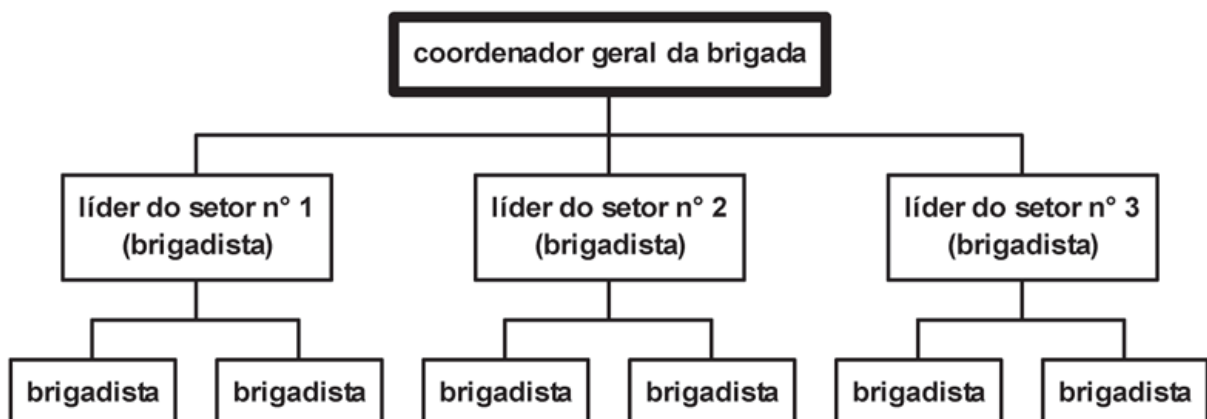 coordenador geral da brigada
líder do setor n° 1
(brigadista)
líder do setor n° 2
(brigadista)
líder do setor n° 3
(brigadista)
brigadista
brigadista
brigadista
brigadista
brigadista
brigadista